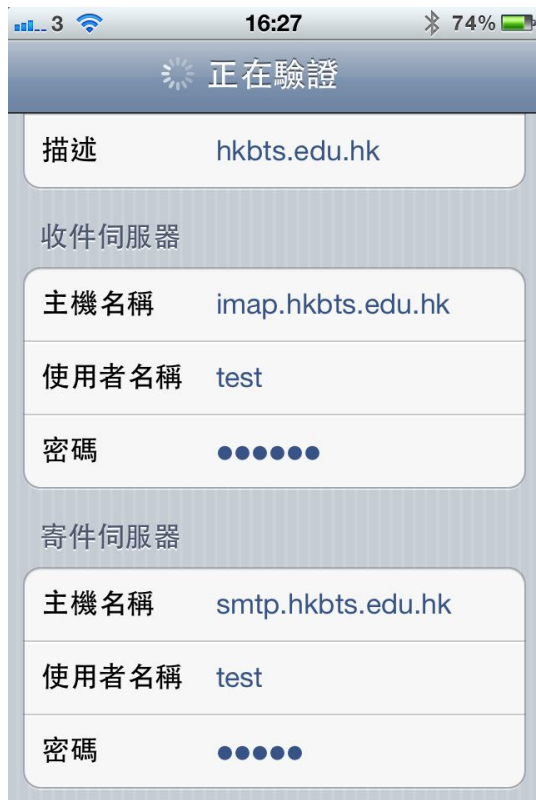 3 16:27 74%
正在驗證
描述 hkbts.edu.hk
收件伺服器
主機名稱 imap.hkbts.edu.hk
使用者名稱 test
密碼 ●●●●●●
寄件伺服器
主機名稱 smtp.hkbts.edu.hk
使用者名稱 test
密碼 ●●●●●